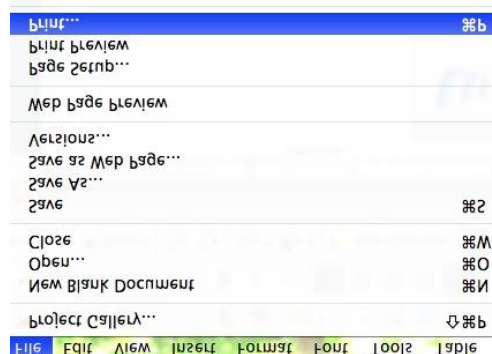 File Edit View Insert Format Font Tools Table
Project Gallery... ⇧⌘P
New Blank Document ⌘N
Open... ⌘O
Close ⌘W
Save ⌘S
Save As...
Save as Web Page...
Versions...
Web Page Preview
Page Setup...
Print Preview
Print... ⌘P